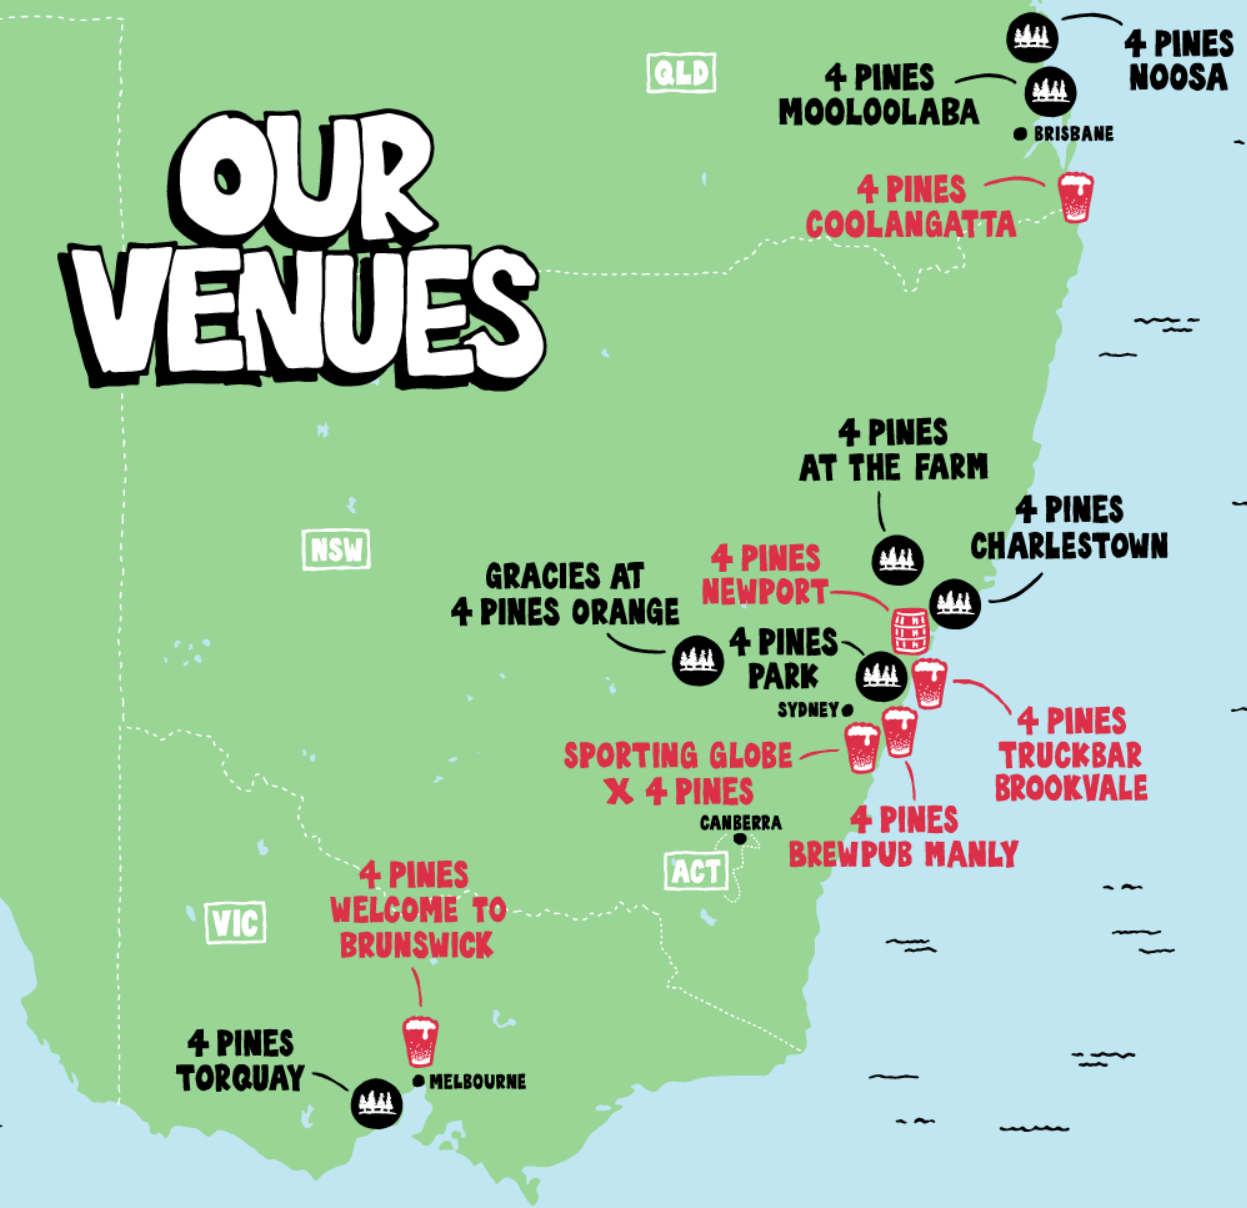 OUR
VENUES
QLD
4 PINES
NOOSA
4 PINES
MOOLOOLABA
BRISBANE
4 PINES
COOLANGATTA
4 PINES
AT THE FARM
4 PINES
CHARLESTOWN
NSW
4 PINES
NEWPORT
GRACIES AT
4 PINES ORANGE
4 PINES
PARK
SYDNEY
4 PINES
TRUCKBAR
BROOKVALE
SPORTING GLOBE
X 4 PINES
4 PINES
BREWPUB MANLY
CANBERRA
ACT
4 PINES
WELCOME TO
BRUNSWICK
VIC
4 PINES
TORQUAY
MELBOURNE